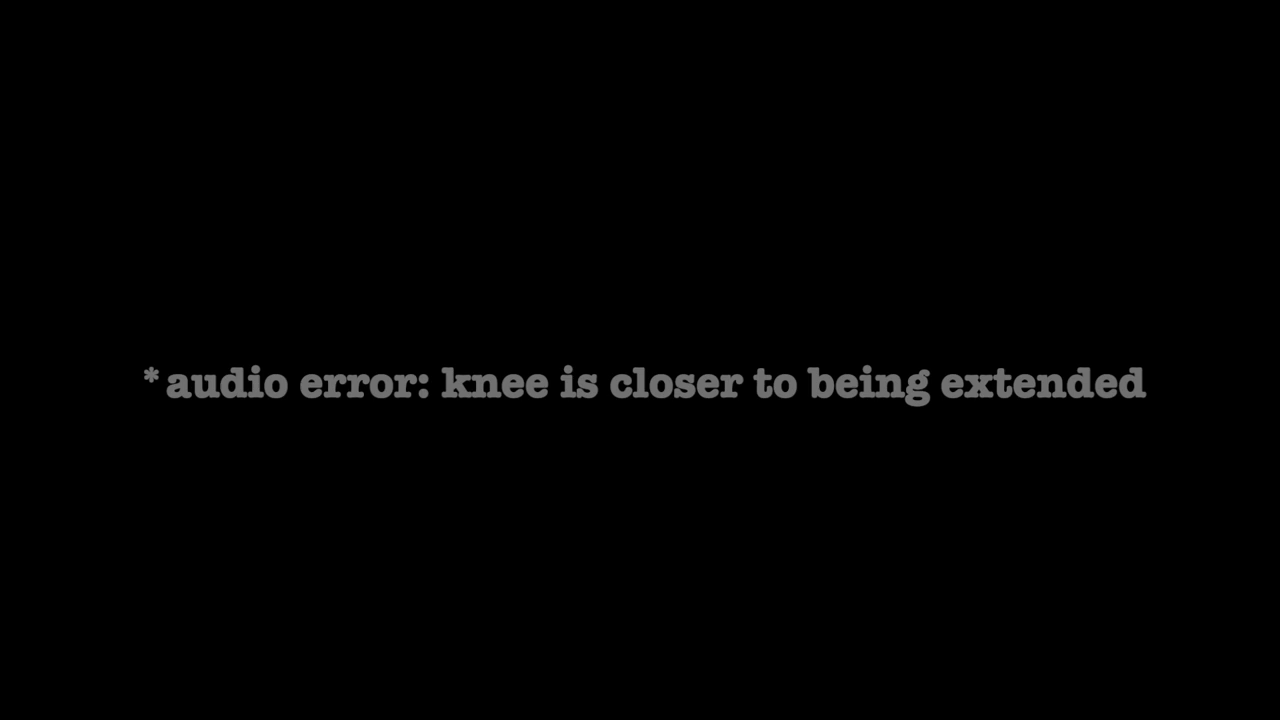 * audio error: knee is closer to being extended